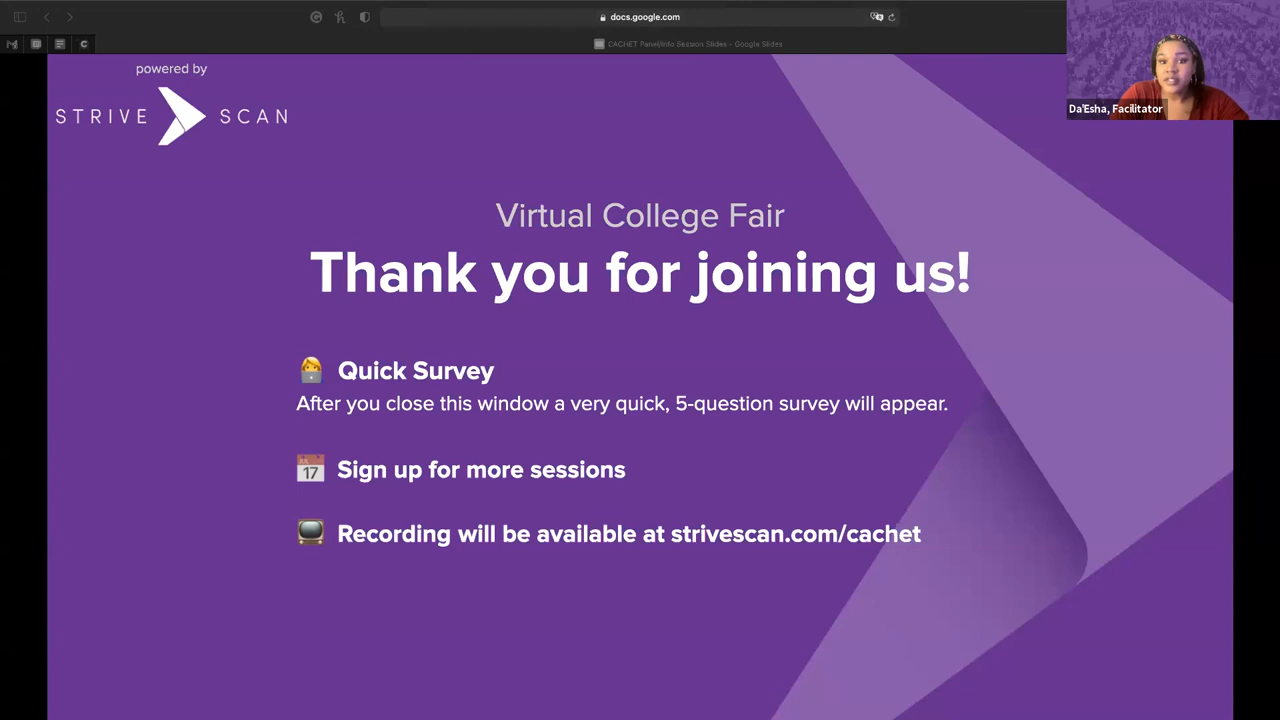 docs.google.com
CACHET Panel/Info Session Slides - Google Slides
powered by
STRIVE SCAN
Da'Esha, Facilitator
Virtual College Fair
Thank you for joining us!
Quick Survey
After you close this window a very quick, 5-question survey will appear.
17
Sign up for more sessions
Recording will be available at strivescan.com/cachet